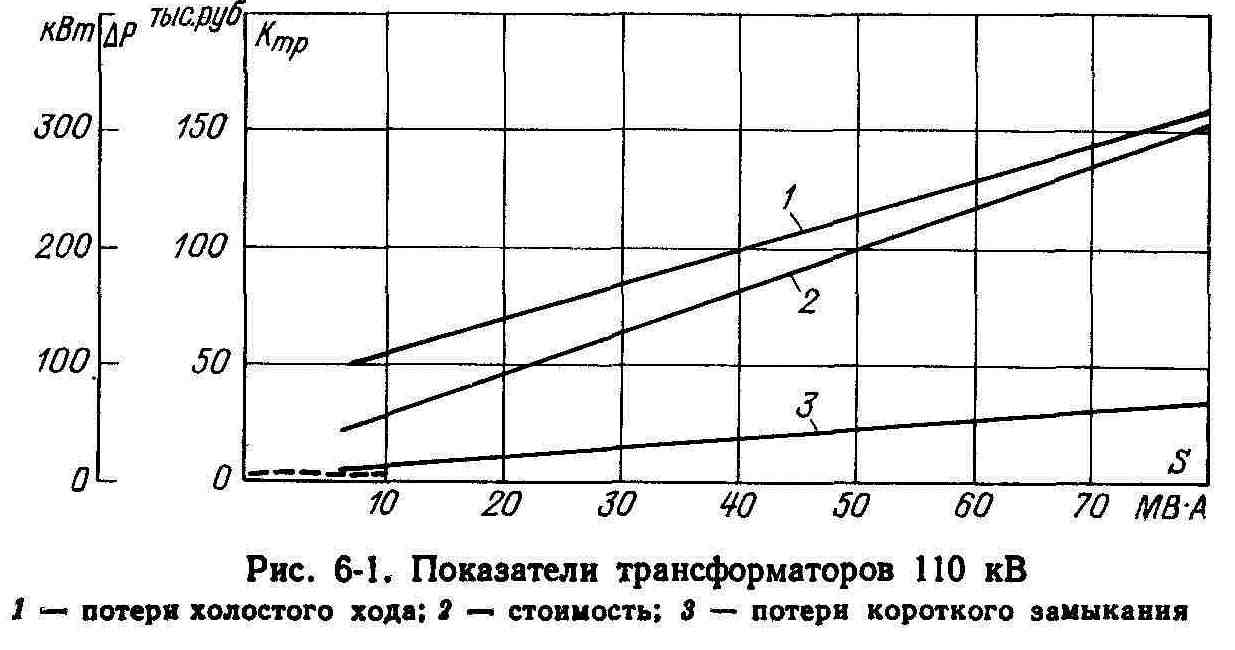 кВт ΔP тыс.руб K тр
300 150
200 100
100 50
0 0
1
2
3
S
10 20 30 40 50 60 70 МВ·А
Рис. 6-1. Показатели трансформаторов 110 кВ
1 — потери холостого хода; 2 — стоимость; 3 — потери короткого замыкания